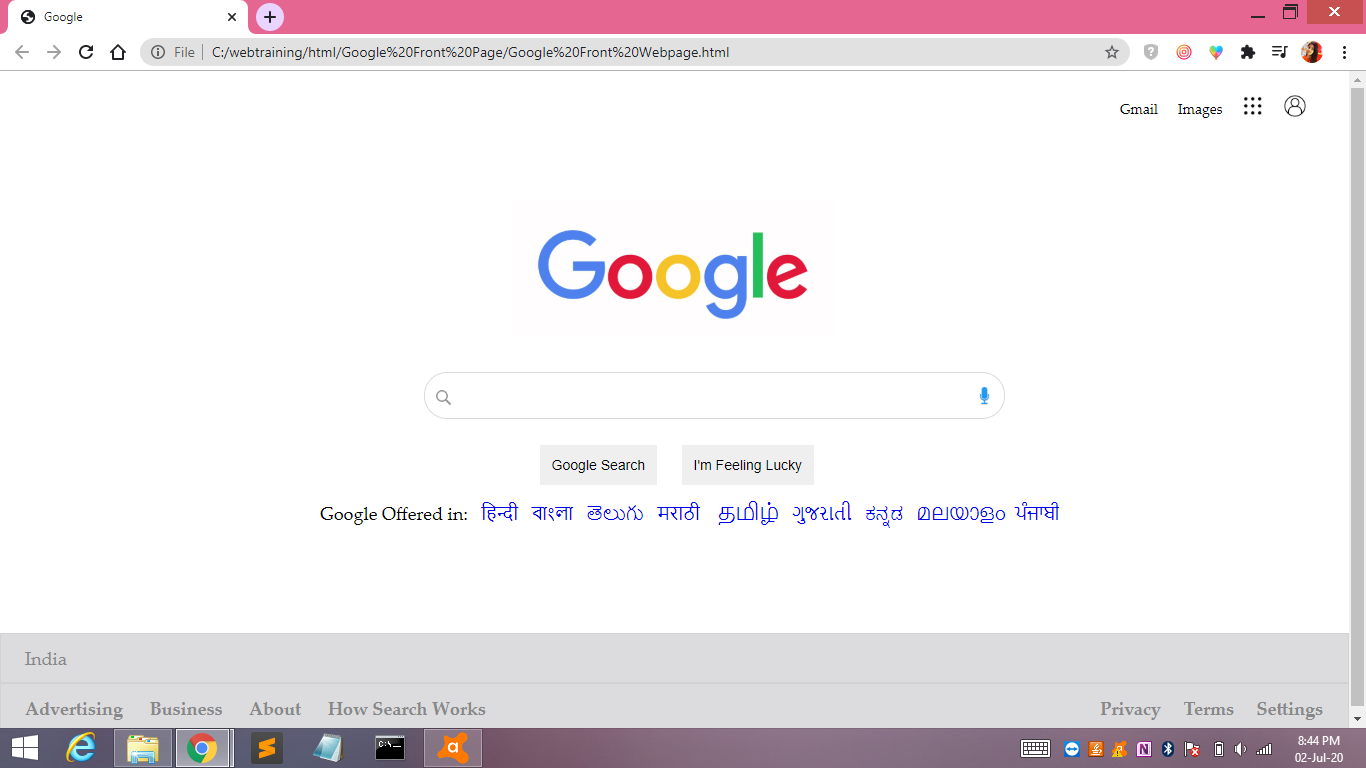 Google
File C:/webtraining/html/Google%20Front%20Page/Google%20Front%20Webpage.html
Gmail Images
Google
Google Search I'm Feeling Lucky
Google Offered in: हिन्दी বাংলা తెలుగు मराठी தமிழ் ગુજરાતી ಕನ್ನಡ മലയാളം ਪੰਜਾਬੀ
India
Advertising Business About How Search Works Privacy Terms Settings
8:44 PM
02-Jul-20